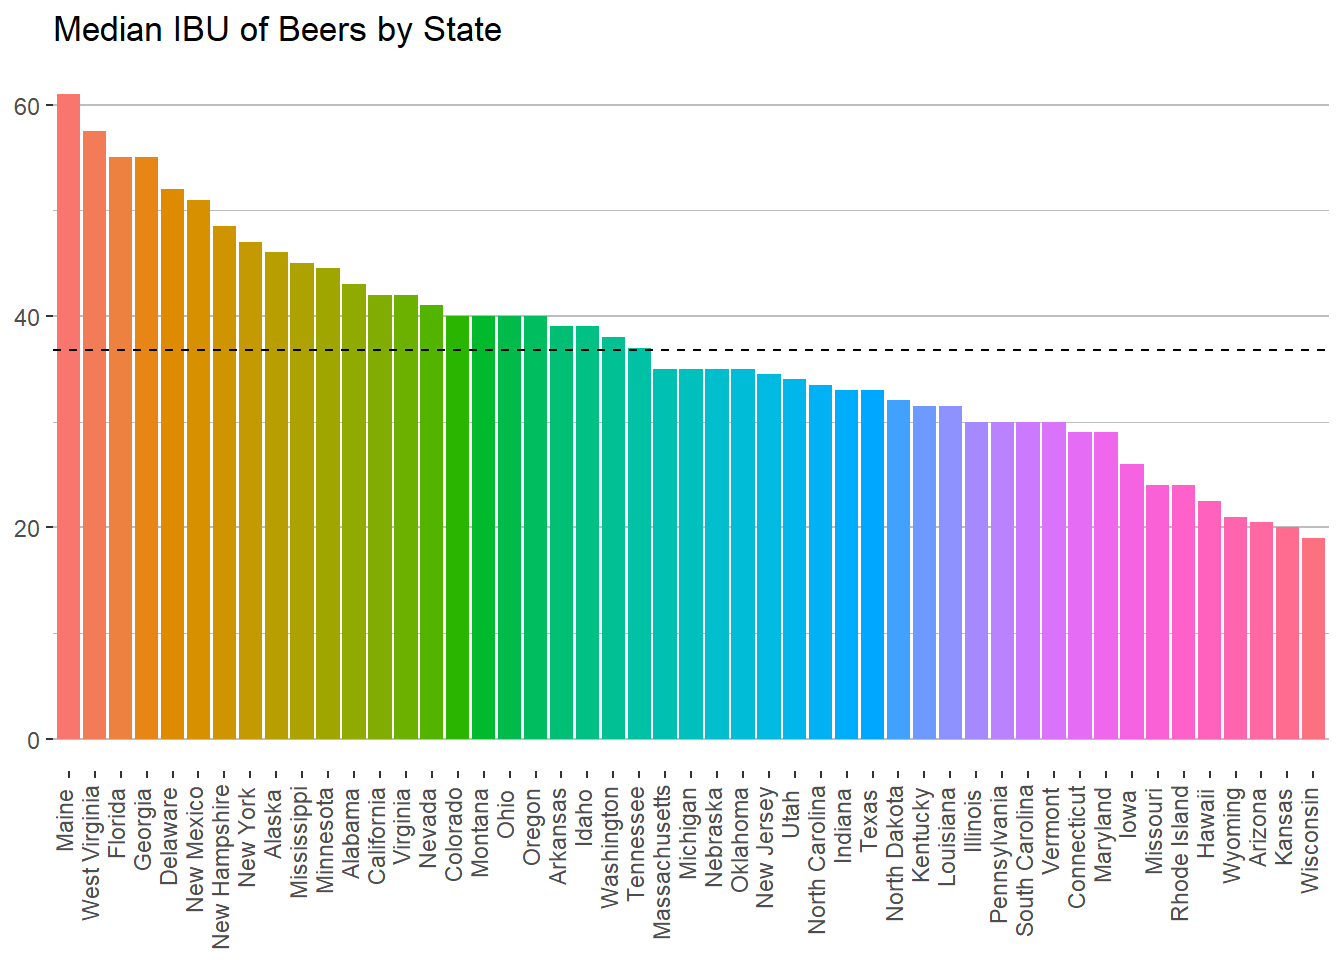 Median IBU of Beers by State
60
40
20
0
Maine
West Virginia
Florida
Georgia
Delaware
New Mexico
New Hampshire
New York
Alaska
Mississippi
Minnesota
Alabama
California
Virginia
Nevada
Colorado
Montana
Ohio
Oregon
Arkansas
Idaho
Washington
Tennessee
Massachusetts
Michigan
Nebraska
Oklahoma
New Jersey
Utah
North Carolina
Indiana
Texas
North Dakota
Kentucky
Louisiana
Illinois
Pennsylvania
South Carolina
Vermont
Connecticut
Maryland
Iowa
Missouri
Rhode Island
Hawaii
Wyoming
Arizona
Kansas
Wisconsin